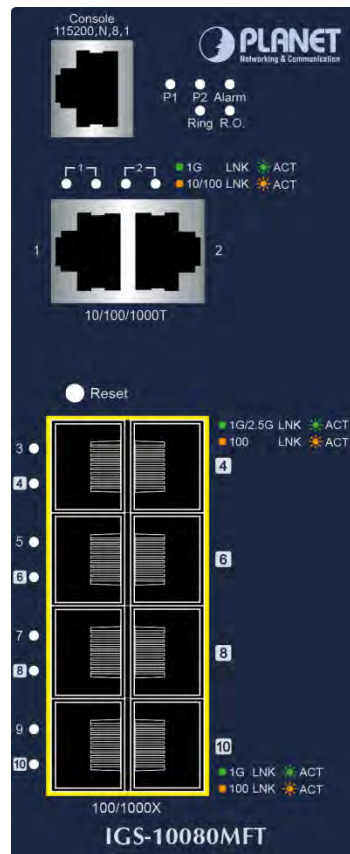 Console
115200,N,8,1
PLANET
Networking & Communication
P1 P2 Alarm
Ring R.O.
1 2 1G LNK ACT
10/100 LNK ACT
1 2
10/100/1000T
Reset
1G/2.5G LNK ACT
100 LNK ACT
3
4 4
5
6 6
7
8 8
9
10 10
1G LNK ACT
100 LNK ACT
100/1000X
IGS-10080MFT